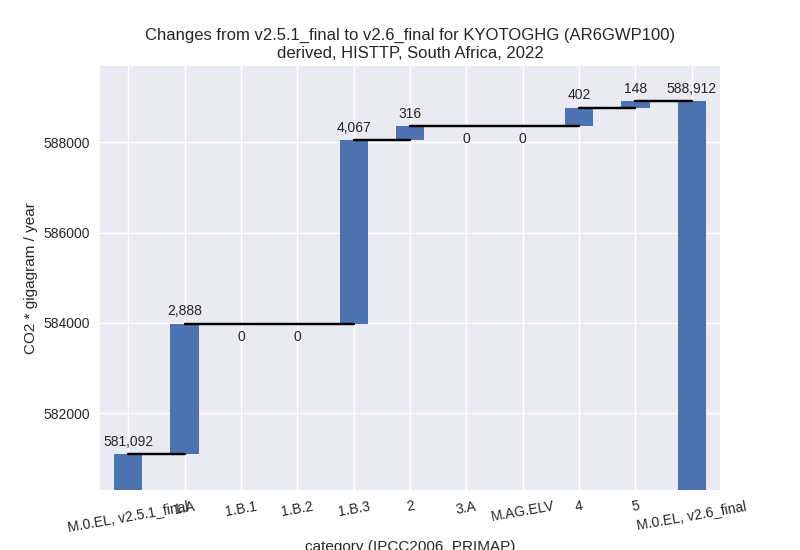 Changes from v2.5.1_final to v2.6_final for KYOTOGHG (AR6GWP100)
derived, HISTTP, South Africa, 2022
CO2 * gigagram / year
588000
586000
584000
582000
581,092
2,888
0
0
4,067
316
0
0
402
148
588,912
M.0.EL, v2.5.1_final
1.A
1.B.1
1.B.2
1.B.3
2
3.A
M.AG.ELV
4
5
M.0.EL, v2.6_final
category (IPCC2006_PRIMAP)